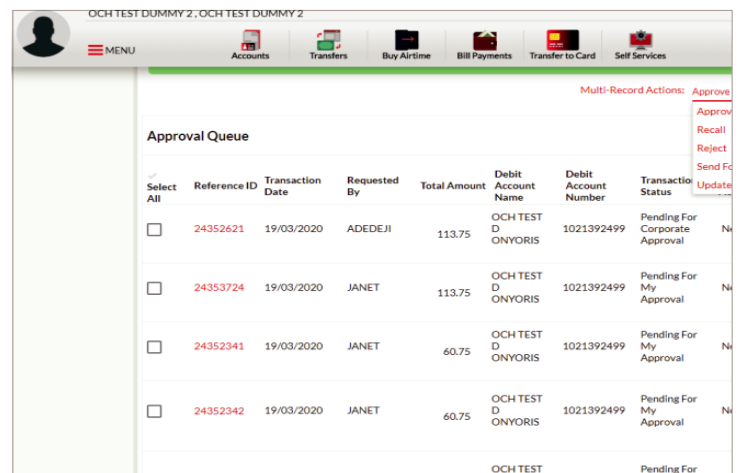 OCH TEST DUMMY 2 , OCH TEST DUMMY 2
MENU
Accounts Transfers Buy Airtime Bill Payments Transfer to Card Self Services
Multi-Record Actions: Approve
Recall
Reject
Send
Update
Approval Queue
Select All Reference ID Transaction Date Requested By Total Amount Debit Account Name Debit Account Number Status
24352621 19/03/2020 ADEDEJI 113.75 OCH TEST D ONYORIS 1021392499 Pending For Corporate Approval
24353724 19/03/2020 JANET 113.75 OCH TEST D ONYORIS 1021392499 Pending For My Approval
24352341 19/03/2020 JANET 60.75 OCH TEST D ONYORIS 1021392499 Pending For My Approval
24352342 19/03/2020 JANET 60.75 OCH TEST D ONYORIS 1021392499 Pending For My Approval
OCH TEST Pending For